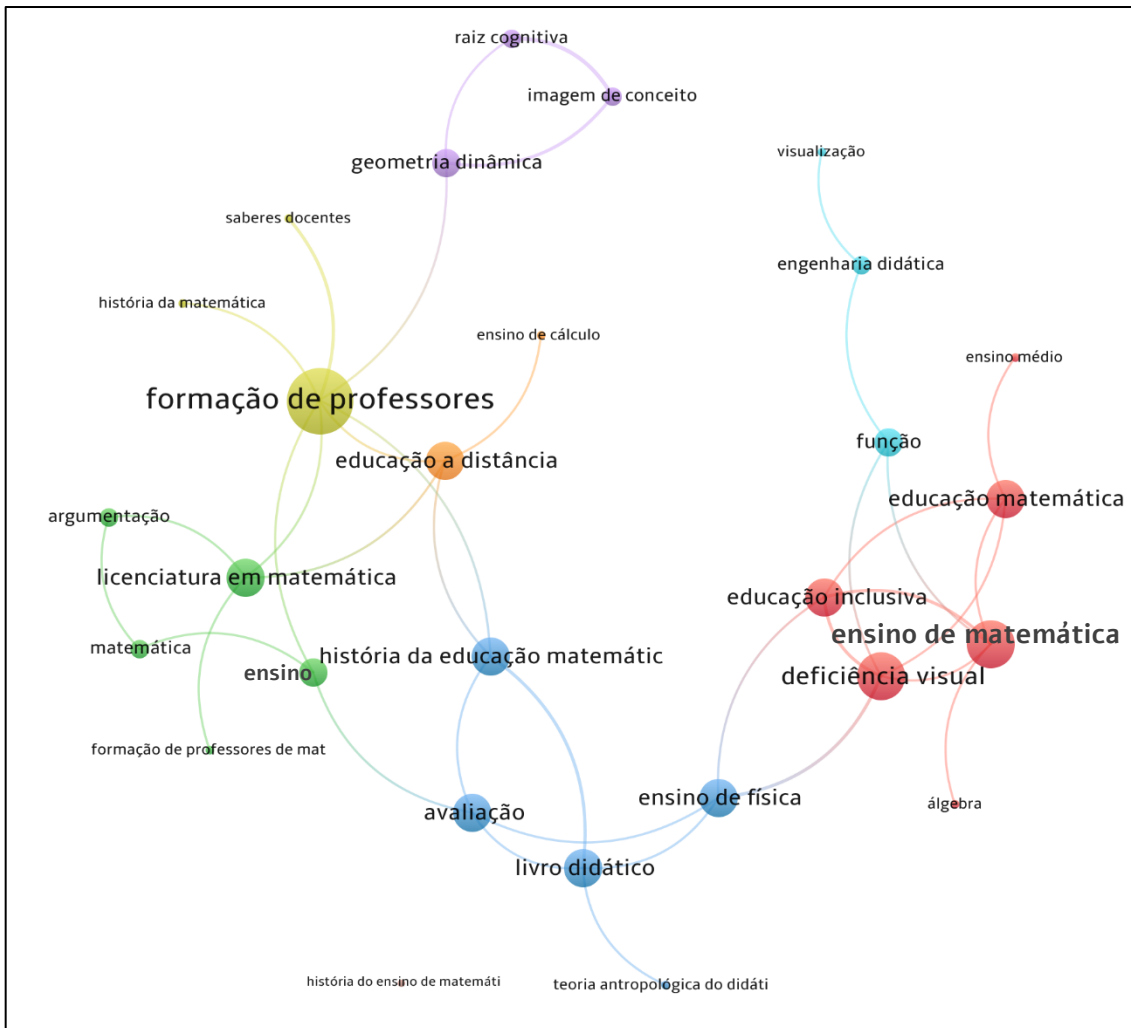 raiz cognitiva
imagem de conceito
visualização
geometria dinâmica
saberes docentes
engenharia didática
história da matemática
ensino de cálculo
ensino médio
formação de professores
função
educação a distância
educação matemática
argumentação
licenciatura em matemática
educação inclusiva
ensino de matemática
matemática
história da educação matemátic
ensino
deficiência visual
formação de professores de mat
ensino de física
álgebra
avaliação
livro didático
história do ensino de matemáti
teoria antropológica do didáti